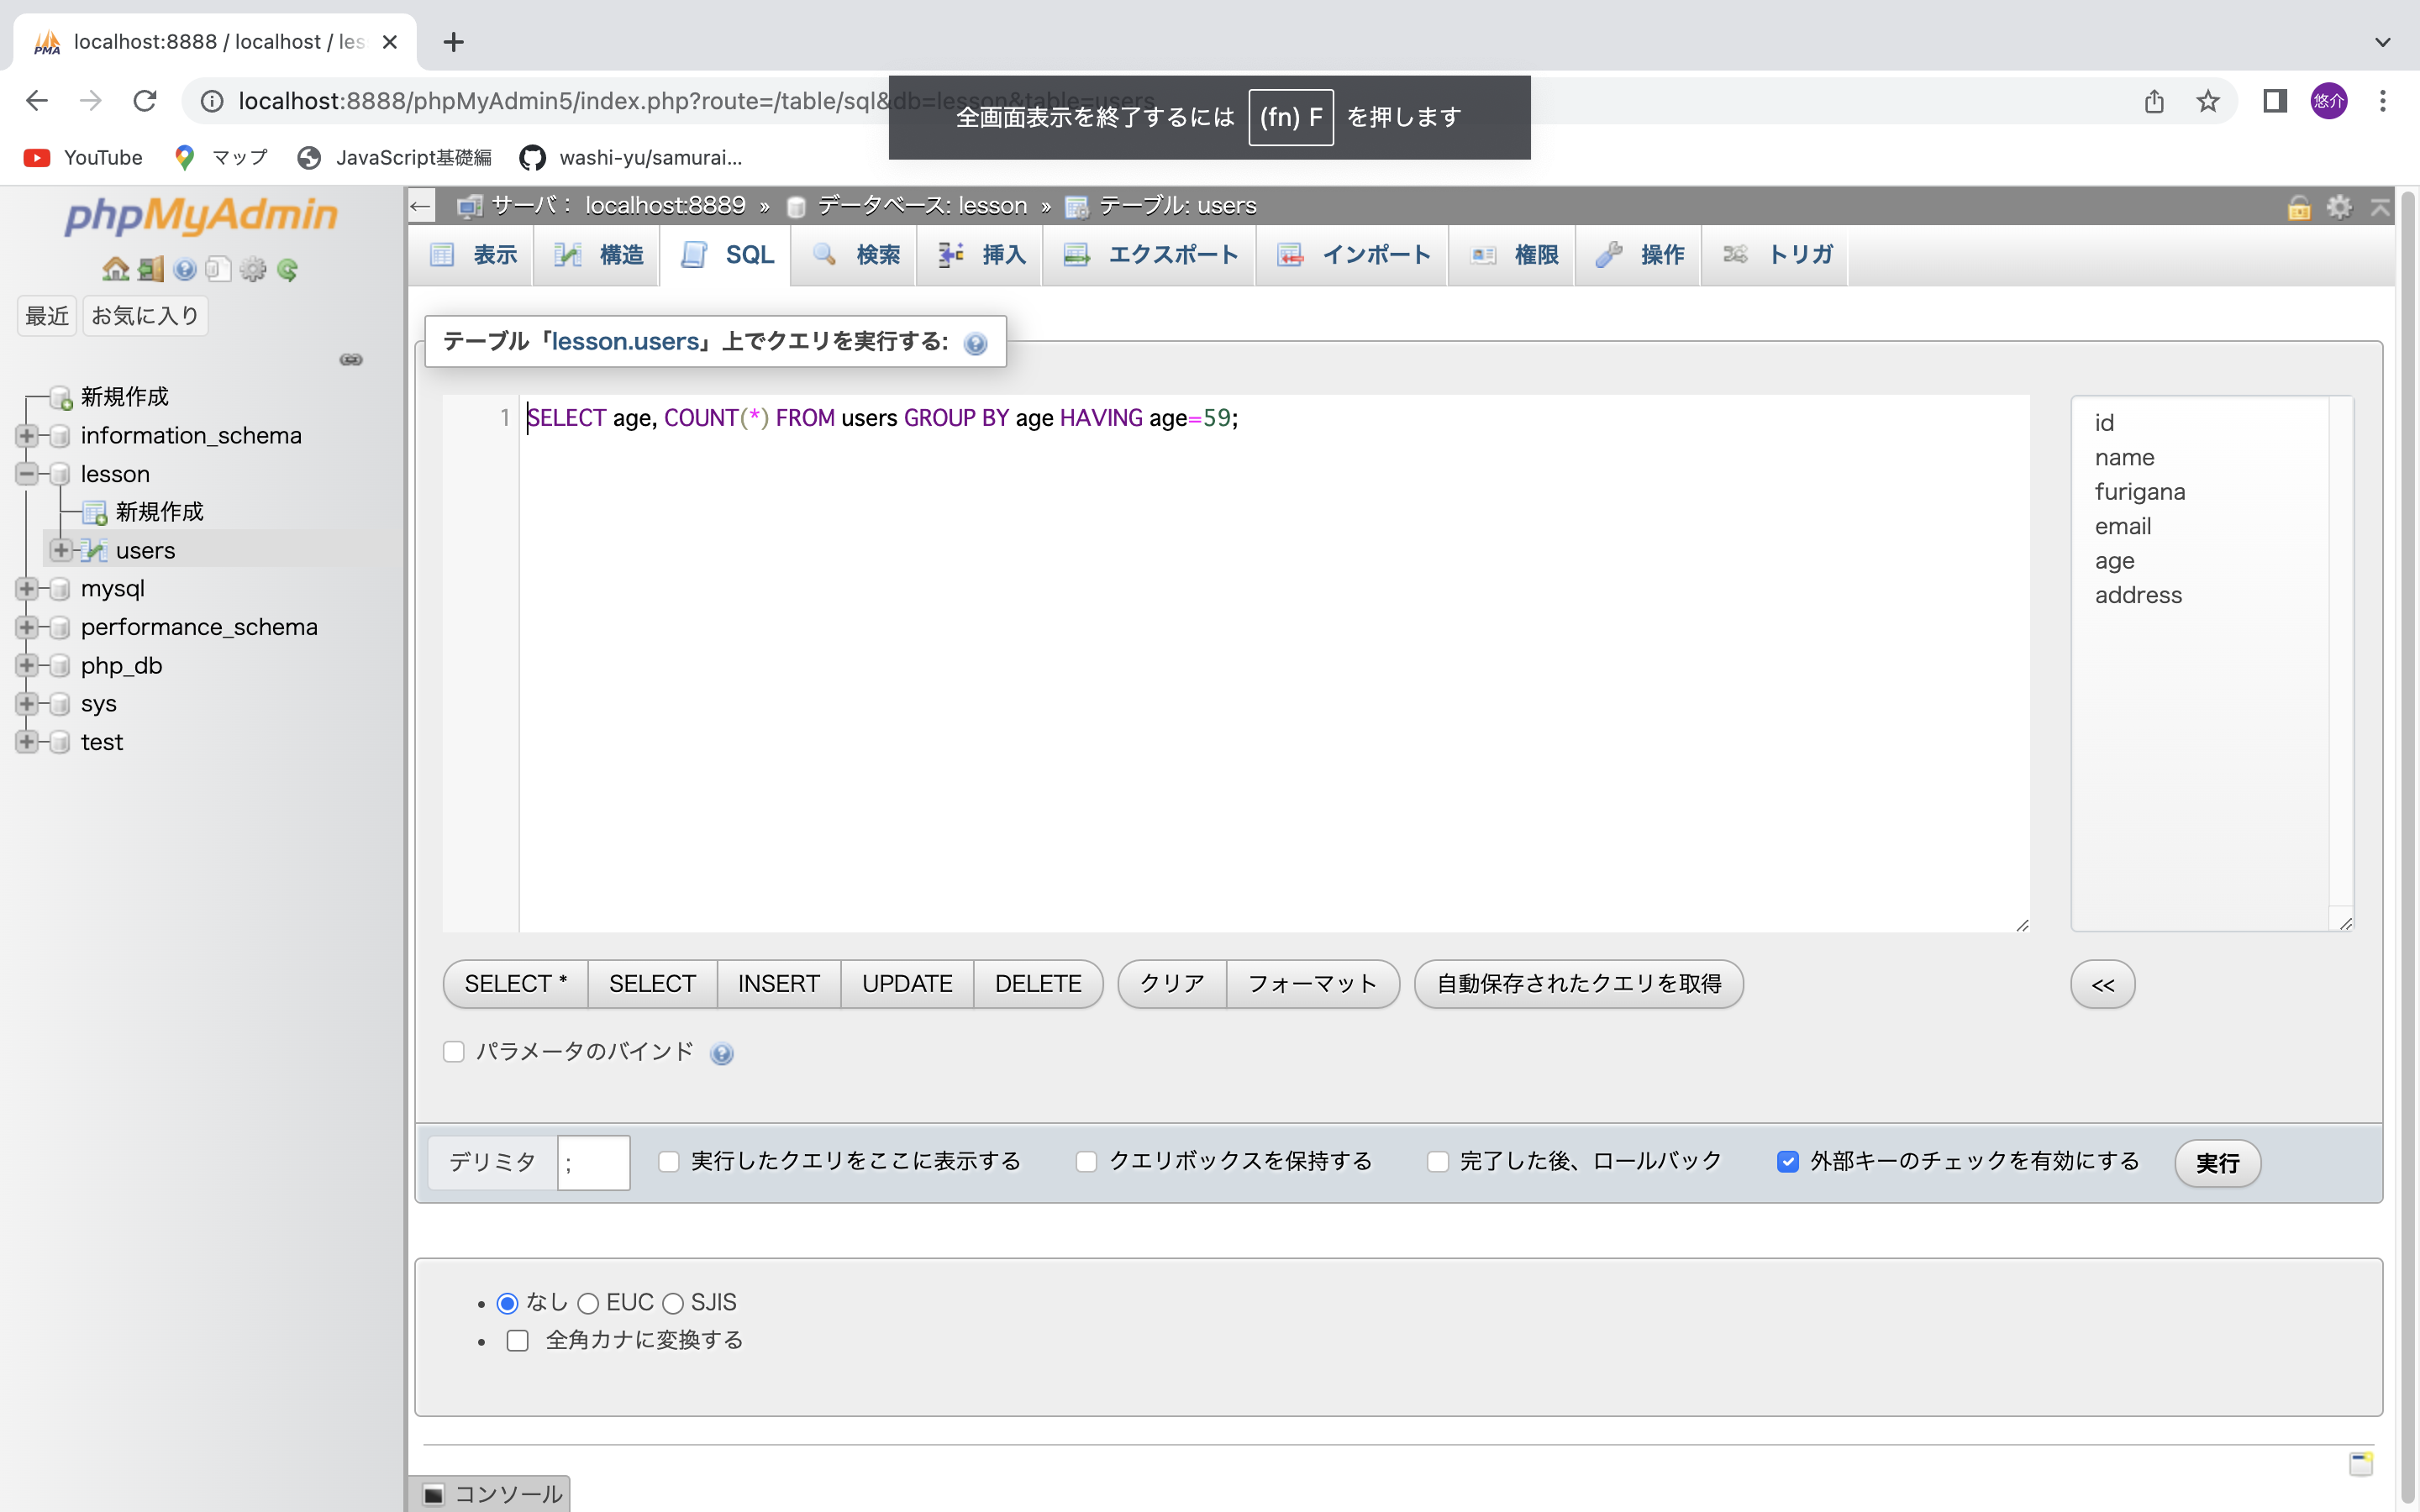 localhost:8888 / localhost / les
localhost:8888/phpMyAdmin5/index.php?route=/table/sql&db=lesson&table=users
悠介
全画面表示を終了するには (fn) F を押します
YouTube マップ JavaScript基礎編 washi-yu/samurai...
phpMyAdmin
最近 お気に入り
新規作成
information_schema
lesson
新規作成
users
mysql
performance_schema
php_db
sys
test
サーバ: localhost:8889 » データベース: lesson » テーブル: users
表示 構造 SQL 検索 挿入 エクスポート インポート 権限 操作 トリガ
テーブル「lesson.users」上でクエリを実行する:
1 SELECT age, COUNT(*) FROM users GROUP BY age HAVING age=59;
id
name
furigana
email
age
address
SELECT * SELECT INSERT UPDATE DELETE クリア フォーマット 自動保存されたクエリを取得 <<
パラメータのバインド
デリミタ ; 実行したクエリをここに表示する クエリボックスを保持する 完了した後、ロールバック 外部キーのチェックを有効にする 実行
• なし EUC SJIS
• 全角カナに変換する
コンソール